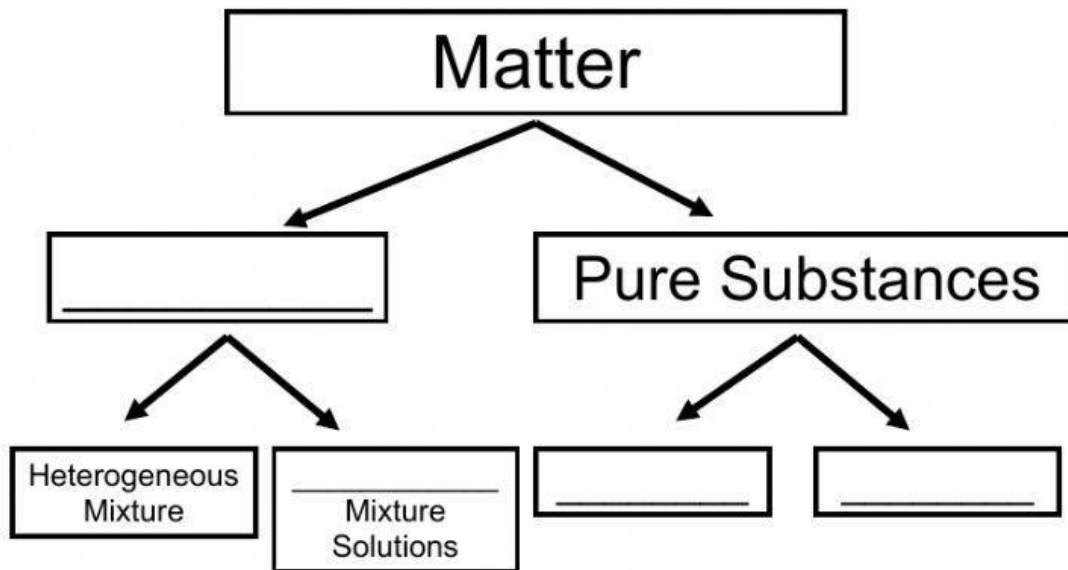 Matter
Pure Substances
Heterogeneous
Mixture
Mixture
Solutions